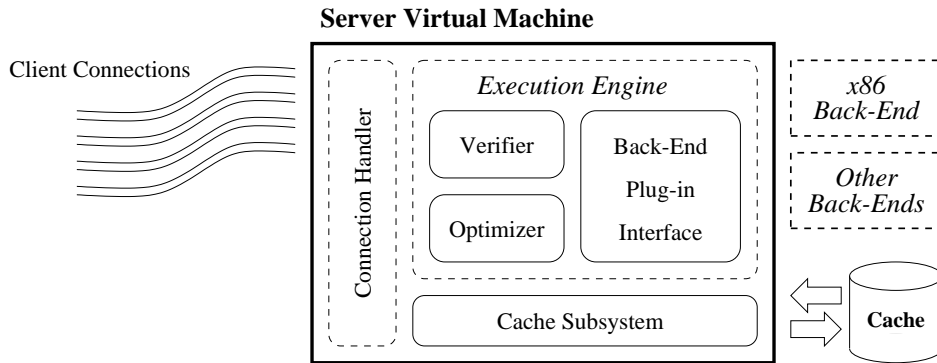 Server Virtual Machine
Client Connections
Connection Handler
Execution Engine
Verifier
Optimizer
Back-End
Plug-in
Interface
Cache Subsystem
x86
Back-End
Other
Back-Ends
Cache